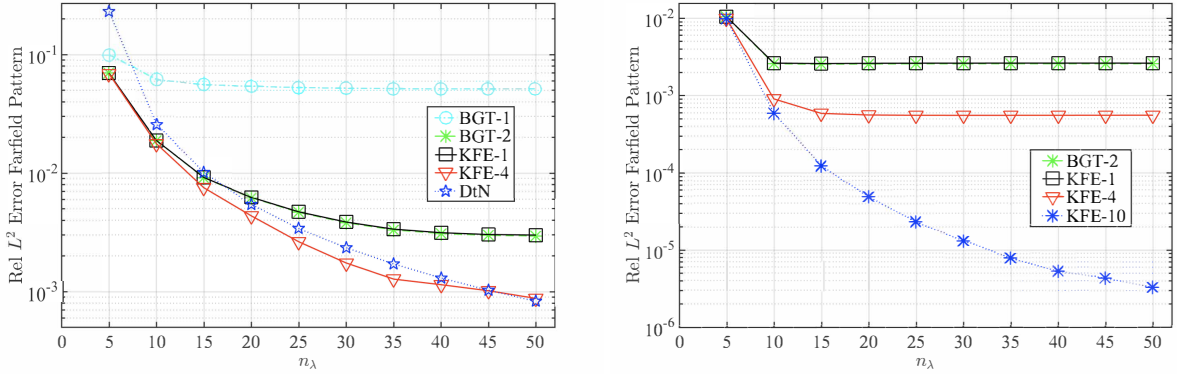 Rel L² Error Farfield Pattern
10⁻¹
10⁻²
10⁻³
0 5 10 15 20 25 30 35 40 45 50
n_λ
BGT-1
BGT-2
KFE-1
KFE-4
DtN
Rel L² Error Farfield Pattern
10⁻²
10⁻³
10⁻⁴
10⁻⁵
10⁻⁶
0 5 10 15 20 25 30 35 40 45 50
n_λ
BGT-2
KFE-1
KFE-4
KFE-10